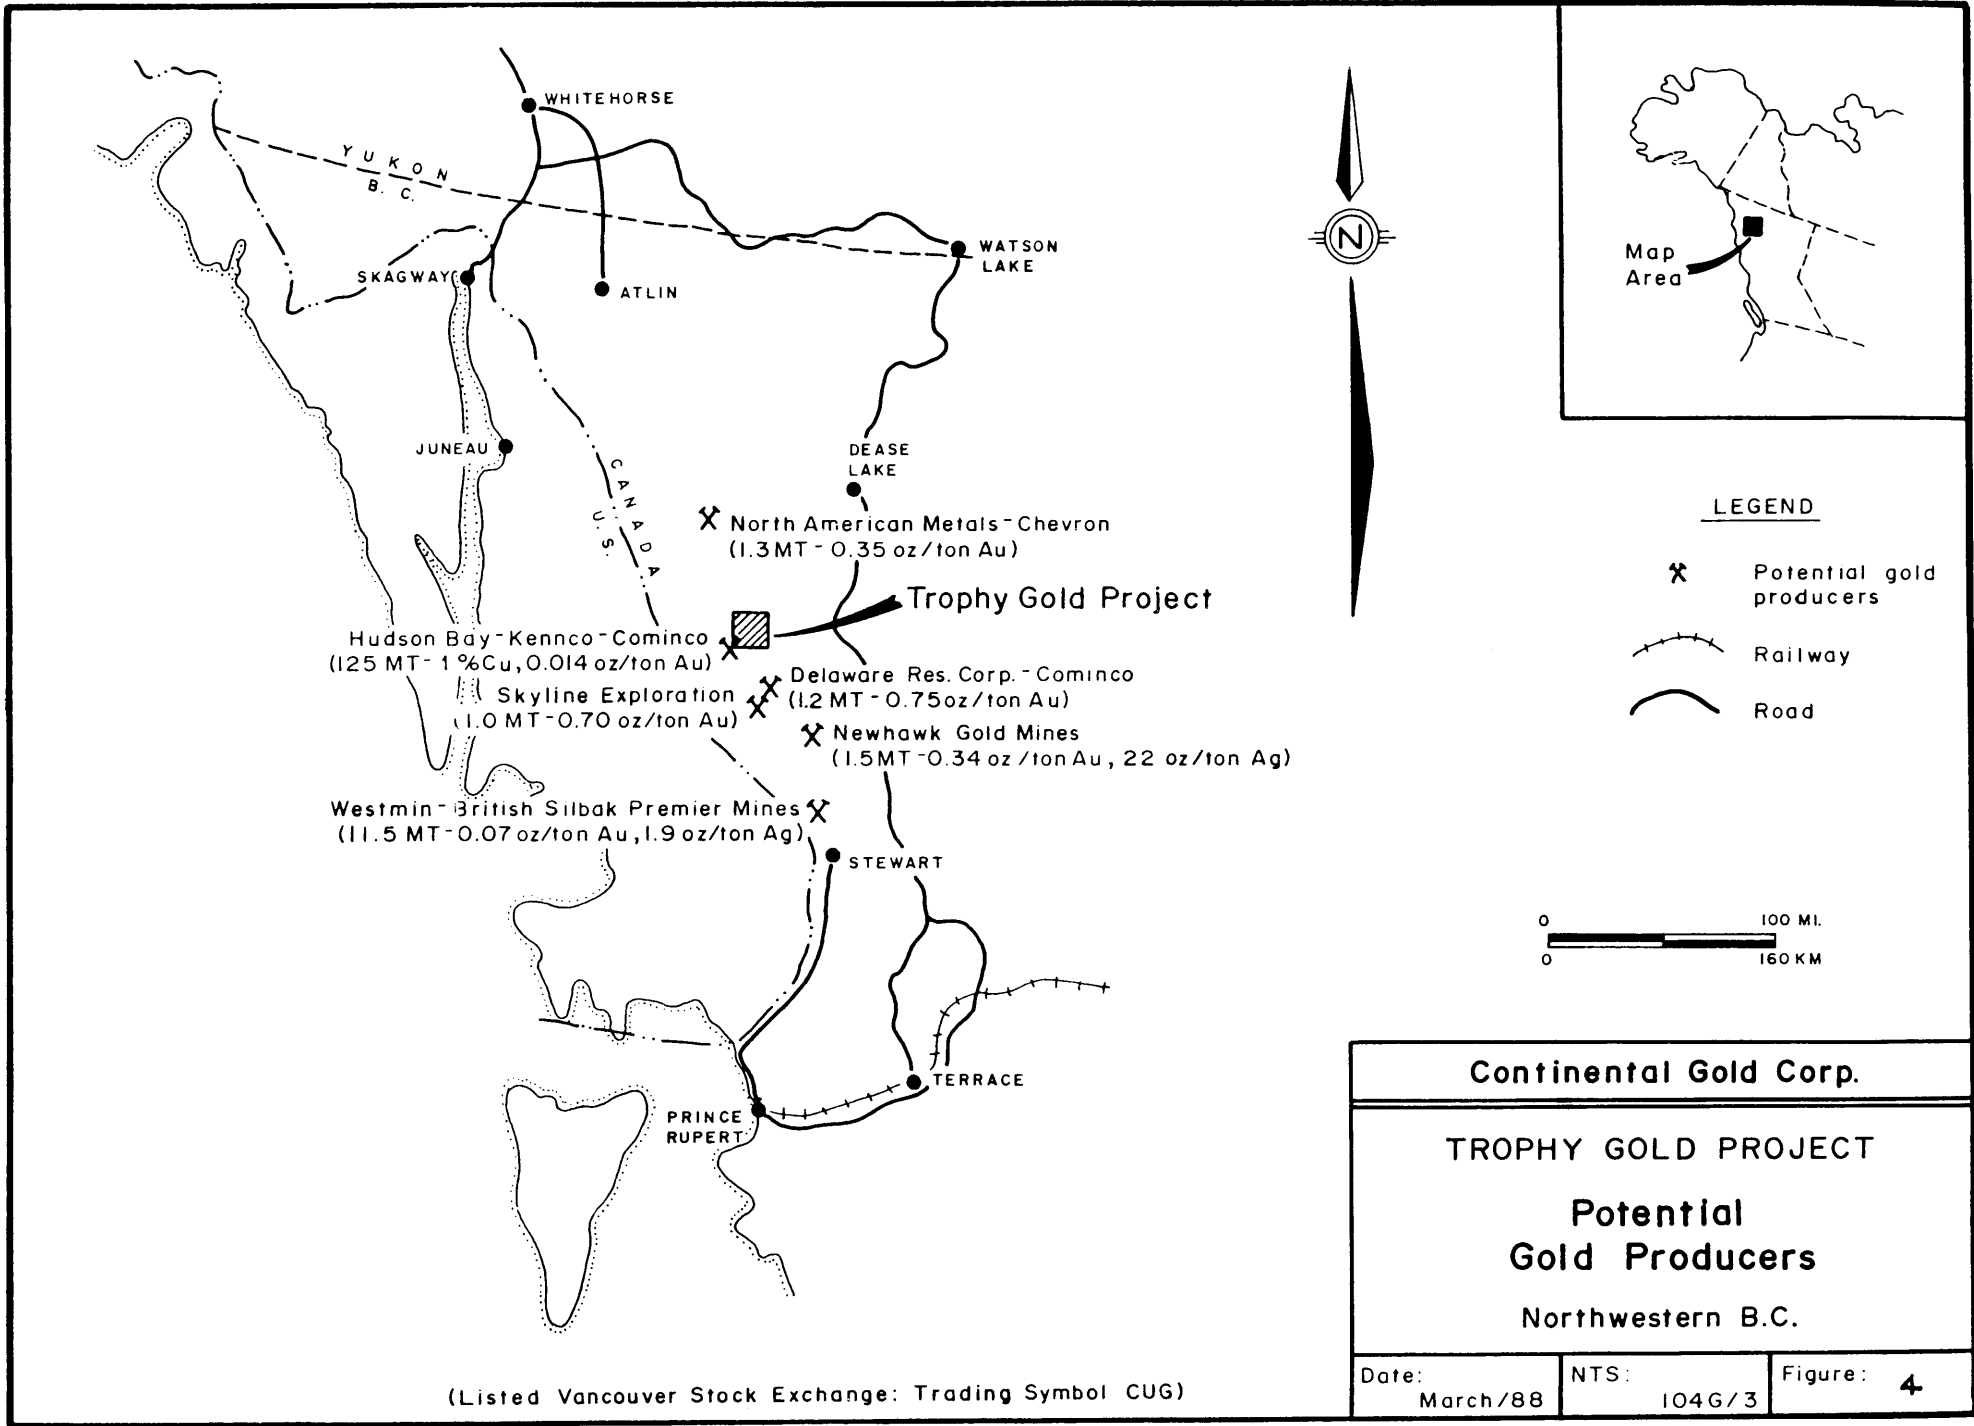 WHITEHORSE
YUKON
B.C.
WATSON
LAKE
SKAGWAY
ATLIN
JUNEAU
DEASE
LAKE
CANADA
U.S.
North American Metals-Chevron
(1.3MT-0.35 oz/ton Au)
Trophy Gold Project
Hudson Bay-Kennco-Cominco
(125 MT-1%Cu, 0.014 oz/ton Au)
Delaware Res. Corp.-Cominco
(1.2 MT-0.75oz/ton Au)
Skyline Exploration
(1.0 MT-0.70 oz/ton Au)
Newhawk Gold Mines
(1.5MT-0.34 oz/ton Au, 22 oz/ton Ag)
Westmin-British Silbak Premier Mines
(11.5 MT-0.07 oz/ton Au, 1.9 oz/ton Ag)
STEWART
TERRACE
PRINCE
RUPERT
(Listed Vancouver Stock Exchange: Trading Symbol CUG)
N
Map
Area
LEGEND
Potential gold
producers
Railway
Road
0 100 MI.
0 160 KM
Continental Gold Corp.
TROPHY GOLD PROJECT
Potential
Gold Producers
Northwestern B.C.
Date:
March/88
NTS:
104G/3
Figure: 4